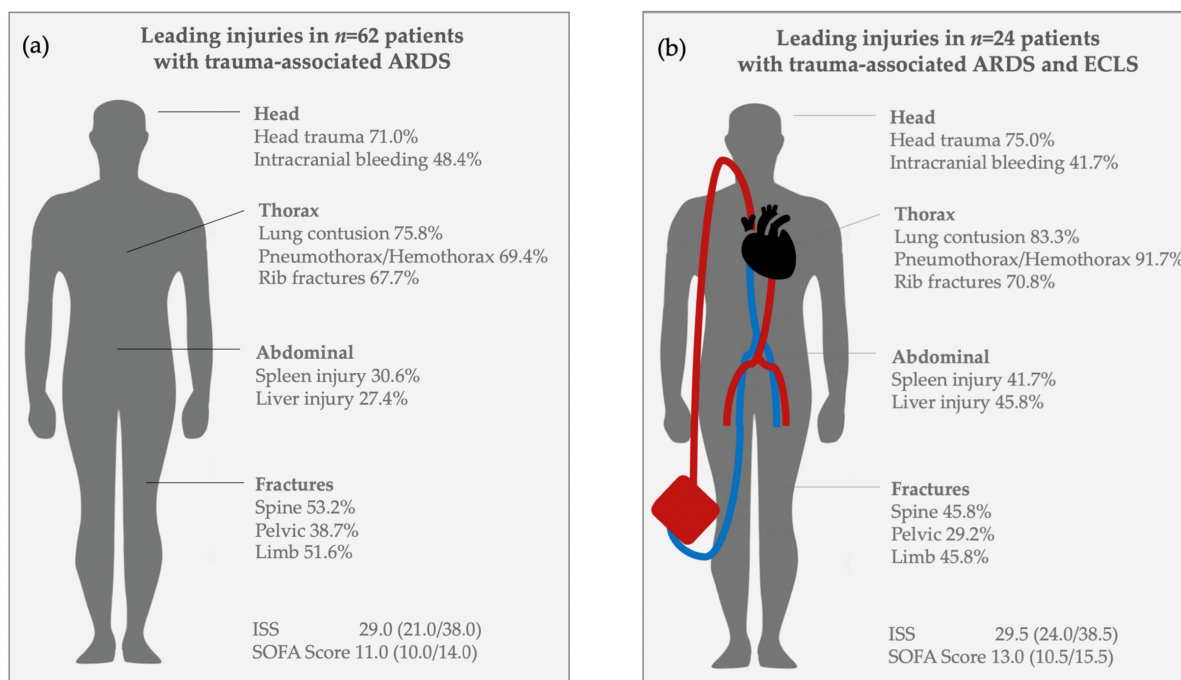 (a)
Leading injuries in n=62 patients
with trauma-associated ARDS
Head
Head trauma 71.0%
Intracranial bleeding 48.4%
Thorax
Lung contusion 75.8%
Pneumothorax/Hemothorax 69.4%
Rib fractures 67.7%
Abdominal
Spleen injury 30.6%
Liver injury 27.4%
Fractures
Spine 53.2%
Pelvic 38.7%
Limb 51.6%
ISS 29.0 (21.0/38.0)
SOFA Score 11.0 (10.0/14.0)
(b)
Leading injuries in n=24 patients
with trauma-associated ARDS and ECLS
Head
Head trauma 75.0%
Intracranial bleeding 41.7%
Thorax
Lung contusion 83.3%
Pneumothorax/Hemothorax 91.7%
Rib fractures 70.8%
Abdominal
Spleen injury 41.7%
Liver injury 45.8%
Fractures
Spine 45.8%
Pelvic 29.2%
Limb 45.8%
ISS 29.5 (24.0/38.5)
SOFA Score 13.0 (10.5/15.5)